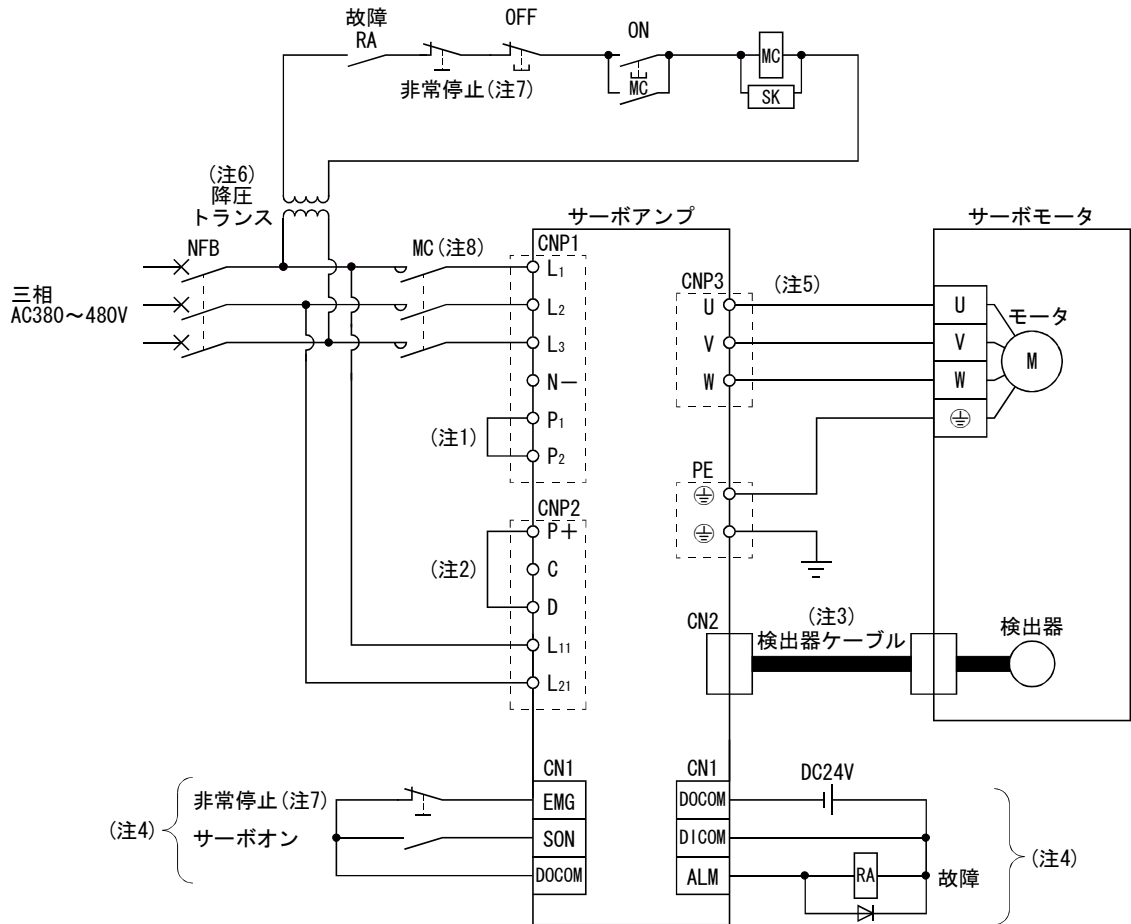 故障
RA
OFF
ON
非常停止(注7)
MC
MC
SK
(注6)
降圧
トランス
NFB
MC(注8)
三相
AC380～480V
サーボアンプ
サーボモータ
CNP1
L1
L2
L3
N－
P1
P2
(注1)
CNP2
P＋
C
D
L11
L21
(注2)
CNP3
U
V
W
(注5)
U
V
W
モータ
M
PE
CN2
(注3)
検出器ケーブル
検出器
(注4)
非常停止(注7)
サーボオン
CN1
EMG
SON
DOCOM
CN1
DOCOM
DICOM
ALM
DC24V
RA
故障
(注4)